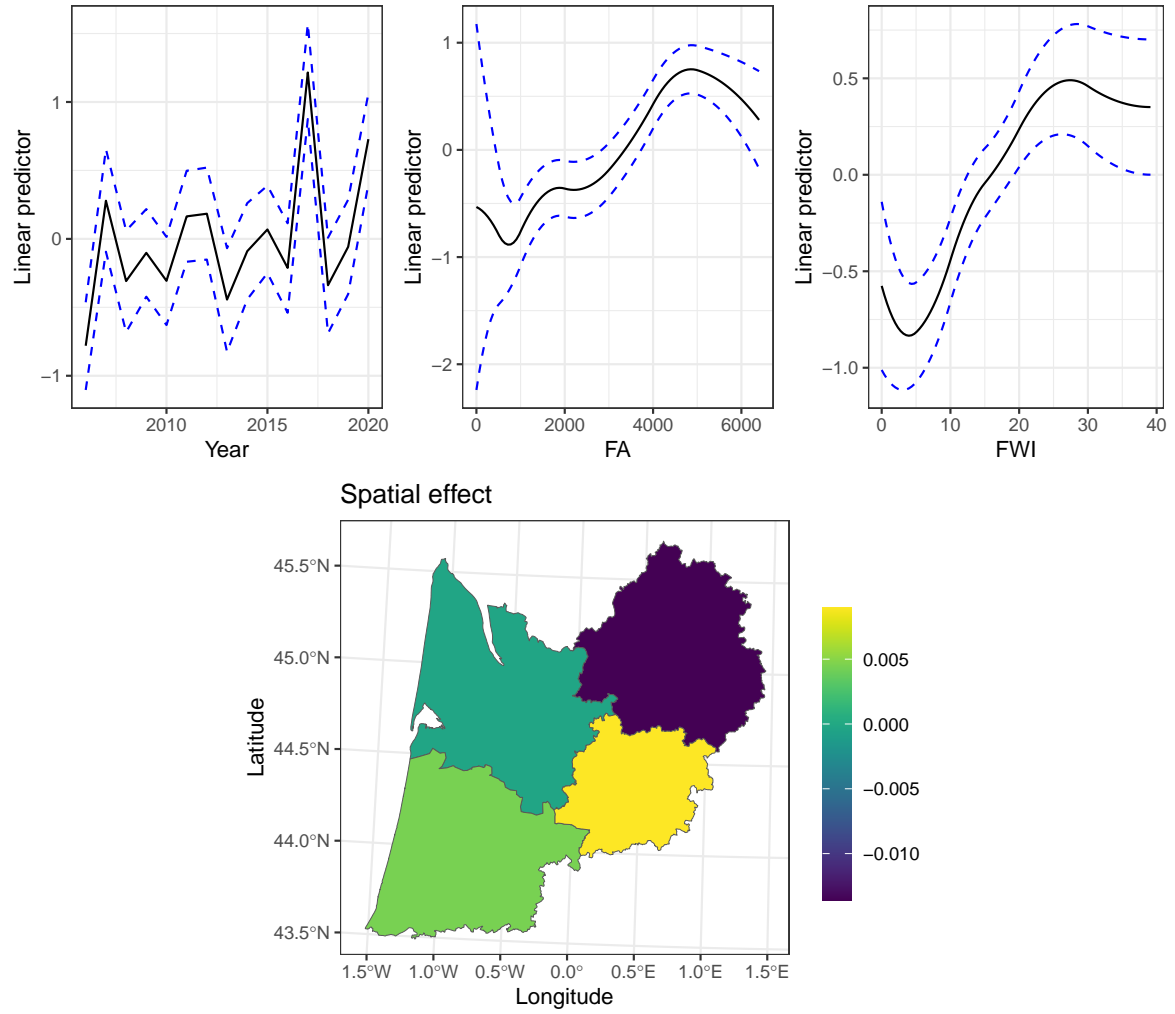 Linear predictor
1
0
−1
2010
2015
2020
Year
Linear predictor
1
0
−1
−2
0
2000
4000
6000
FA
Linear predictor
0.5
0.0
−0.5
−1.0
0
10
20
30
40
FWI
Spatial effect
Latitude
45.5°N
45.0°N
44.5°N
44.0°N
43.5°N
1.5°W
1.0°W
0.5°W
0.0°
0.5°E
1.0°E
1.5°E
Longitude
0.005
0.000
−0.005
−0.010